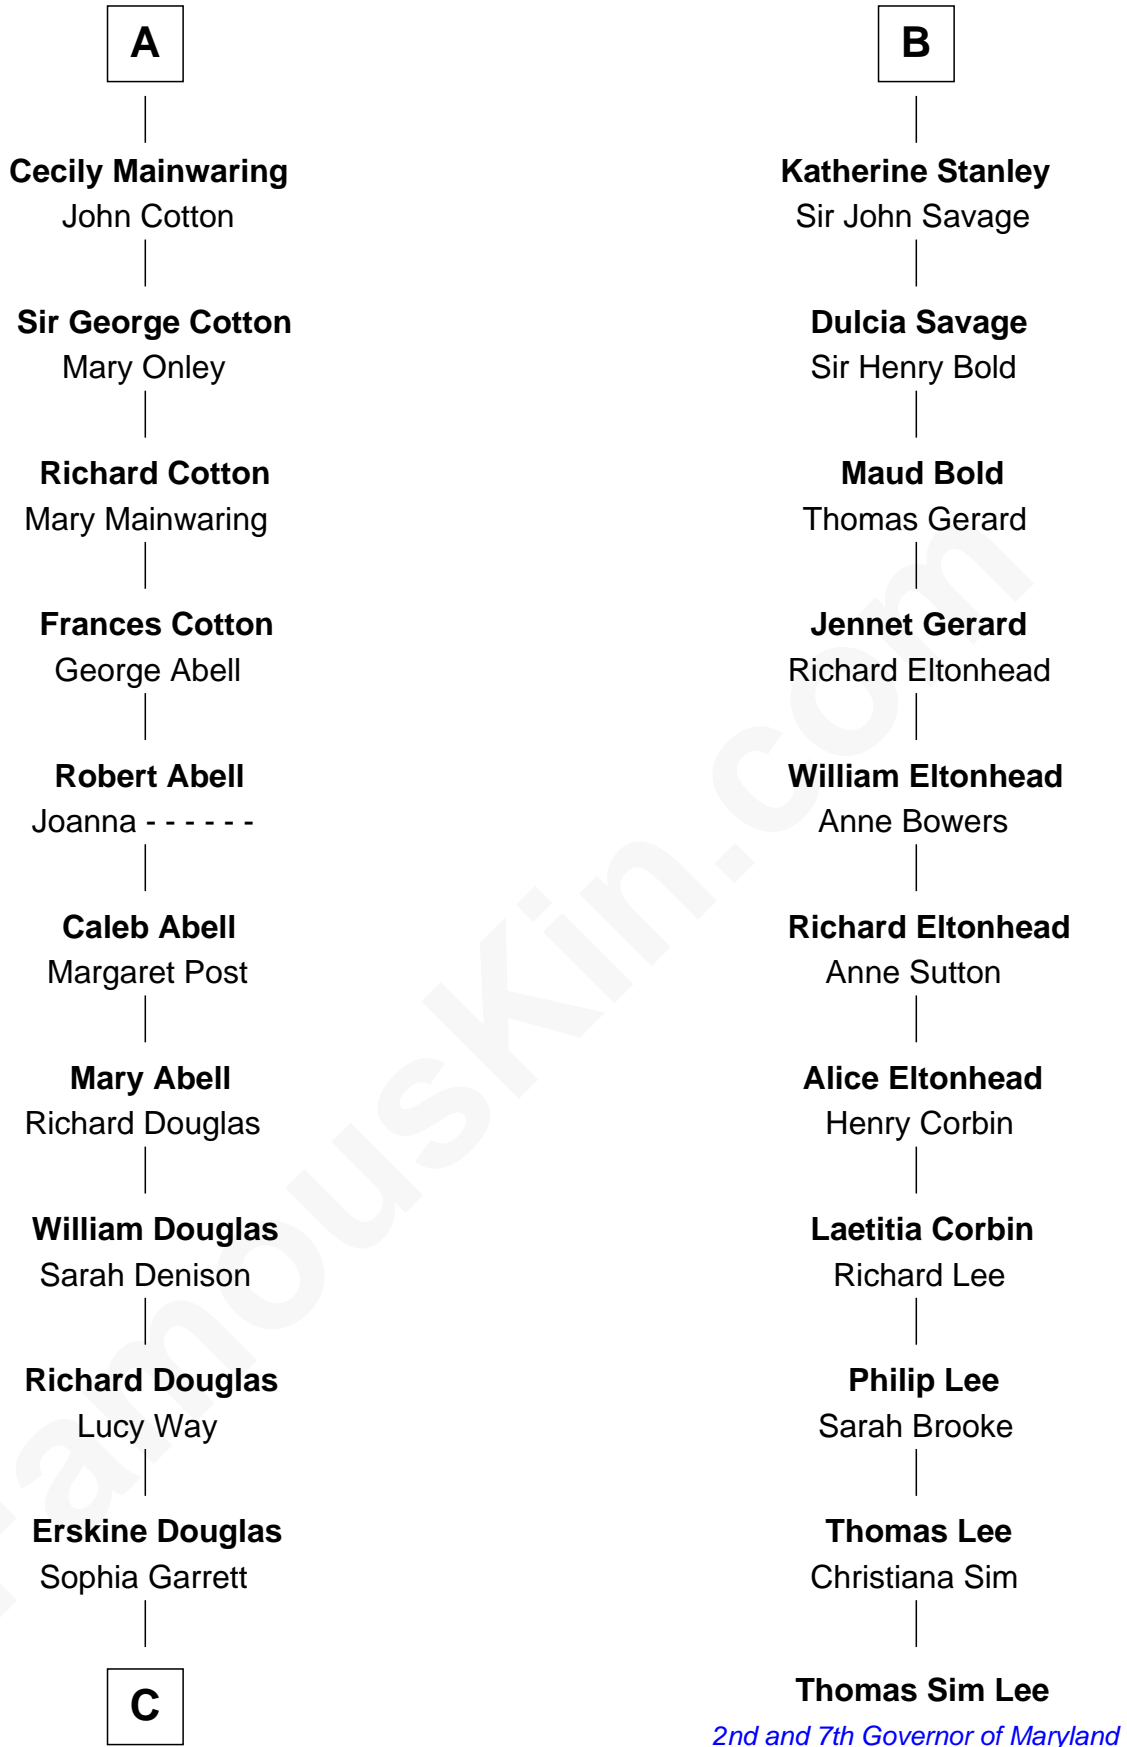 A
Cecily Mainwaring
John Cotton
Sir George Cotton
Mary Onley
Richard Cotton
Mary Mainwaring
Frances Cotton
George Abell
Robert Abell
Joanna - - - - - -
Caleb Abell
Margaret Post
Mary Abell
Richard Douglas
William Douglas
Sarah Denison
Richard Douglas
Lucy Way
Erskine Douglas
Sophia Garrett
C
B
Katherine Stanley
Sir John Savage
Dulcia Savage
Sir Henry Bold
Maud Bold
Thomas Gerard
Jennet Gerard
Richard Eltonhead
William Eltonhead
Anne Bowers
Richard Eltonhead
Anne Sutton
Alice Eltonhead
Henry Corbin
Laetitia Corbin
Richard Lee
Philip Lee
Sarah Brooke
Thomas Lee
Christiana Sim
Thomas Sim Lee
2nd and 7th Governor of Maryland
FamousKin.com